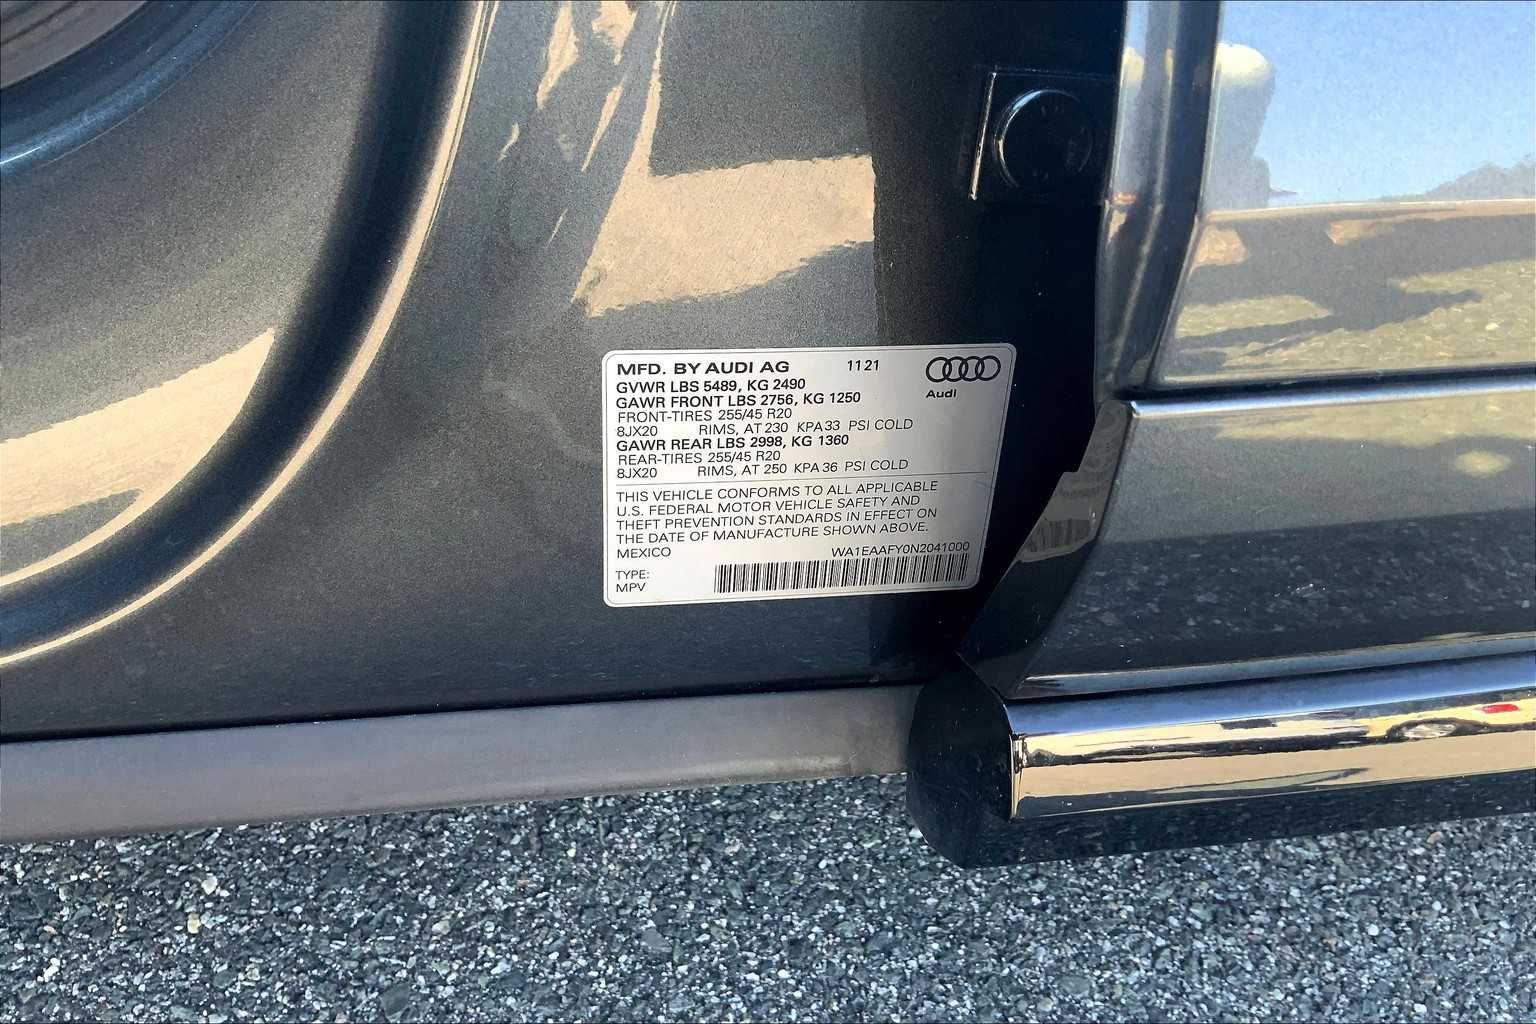 MFD. BY AUDI AG 11 21
Audi
GVWR LBS 5489, KG 2490
GAWR FRONT LBS 2756, KG 1250
FRONT-TIRES 255/45 R20
8JX20 RIMS, AT 230 KPA 33 PSI COLD
GAWR REAR LBS 2998, KG 1360
REAR-TIRES 255/45 R20
8JX20 RIMS, AT 250 KPA 36 PSI COLD
THIS VEHICLE CONFORMS TO ALL APPLICABLE
U.S. FEDERAL MOTOR VEHICLE SAFETY AND
THEFT PREVENTION STANDARDS IN EFFECT ON
THE DATE OF MANUFACTURE SHOWN ABOVE.
MEXICO WA1EAAFY0N2041000
TYPE:
MPV